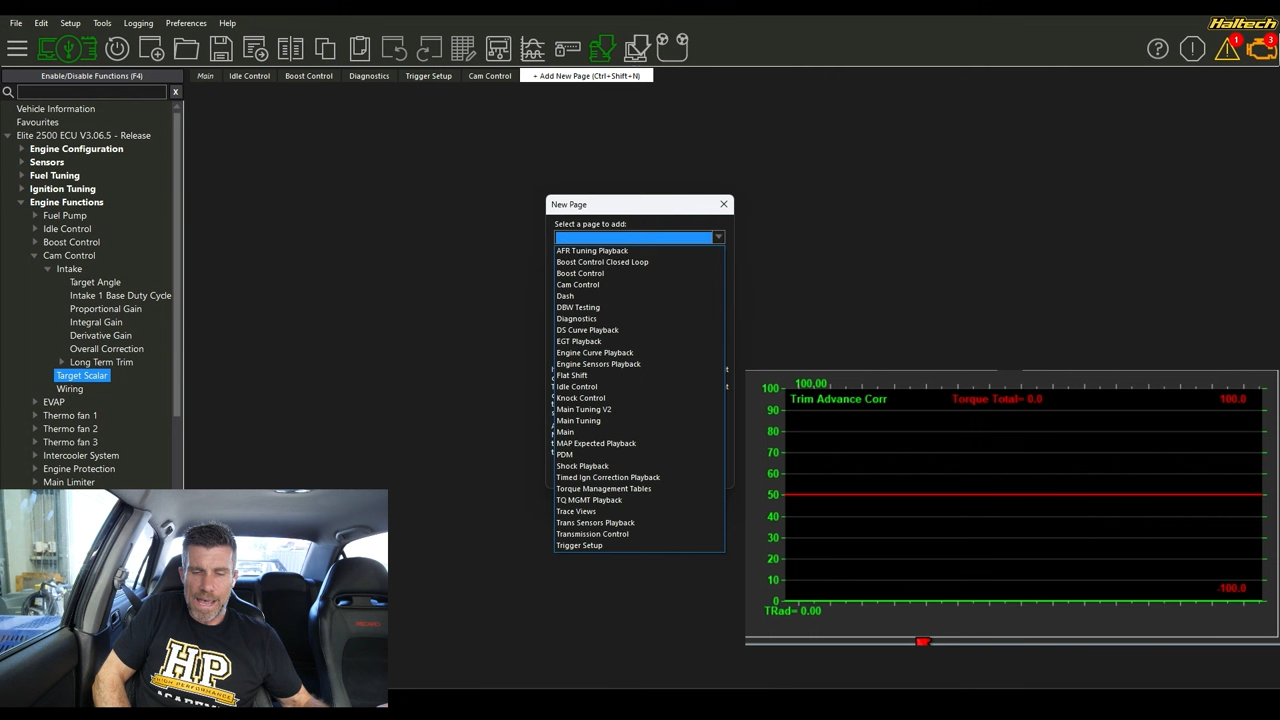 File Edit Setup Tools Logging Preferences Help
Haltech
1
3
Enable/Disable Functions (F4)
Main Idle Control Boost Control Diagnostics Trigger Setup Cam Control + Add New Page (Ctrl+Shift+N)
x
Vehicle Information
Favourites
Elite 2500 ECU V3.06.5 - Release
Engine Configuration
Sensors
Fuel Tuning
Ignition Tuning
Engine Functions
Fuel Pump
Idle Control
Boost Control
Cam Control
Intake
Target Angle
Intake 1 Base Duty Cycle
Proportional Gain
Integral Gain
Derivative Gain
Overall Correction
Long Term Trim
Target Scalar
Wiring
EVAP
Thermo fan 1
Thermo fan 2
Thermo fan 3
Intercooler System
Engine Protection
Main Limiter
New Page
Select a page to add:
AFR Tuning Playback
Boost Control Closed Loop
Boost Control
Cam Control
Dash
DBW Testing
Diagnostics
DS Curve Playback
EGT Playback
Engine Curve Playback
Engine Sensors Playback
Flat Shift
Idle Control
Knock Control
Main Tuning V2
Main Tuning
Main
MAP Expected Playback
PDM
Shock Playback
Timed Ign Correction Playback
Torque Management Tables
TQ MGMT Playback
Trace Views
Trans Sensors Playback
Transmission Control
Trigger Setup
100,00
100
Trim Advance Corr Torque Total= 0.0 100.0
90
80
70
60
50
40
30
20
10 -100.0
0
TRad= 0.00
HP
HIGH PERFORMANCE
ACADEMY